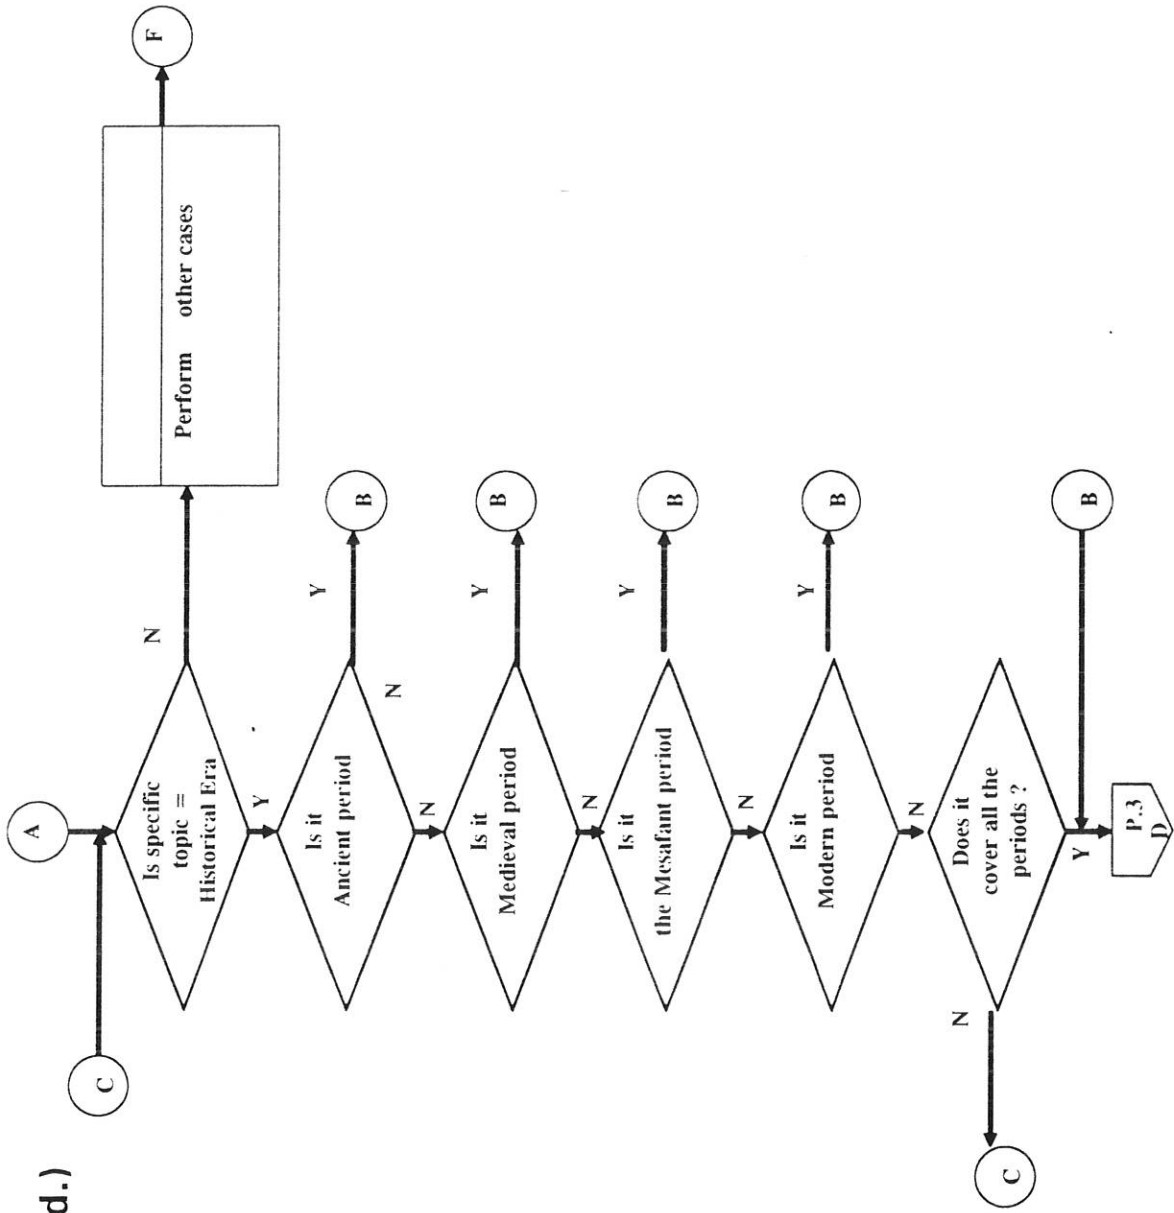 d.)
A
C
Is specific
topic =
Historical Era
N
Perform other cases
F
Y
Is it
Ancient period
Y
B
N
N
Is it
Medieval period
Y
B
N
Is it
the Mesafant period
Y
B
N
Is it
Modern period
Y
B
N
Does it
cover all the
periods ?
N
C
B
Y
P.3
D